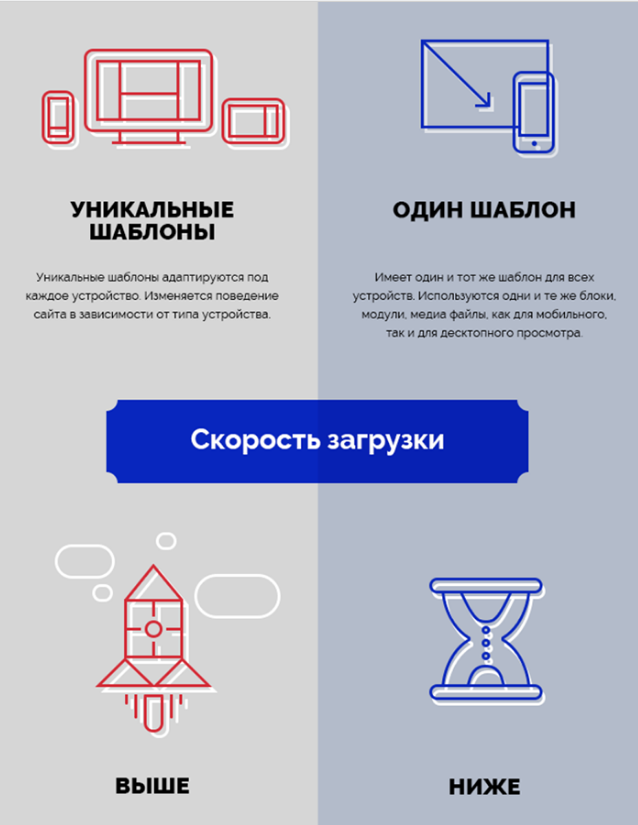 УНИКАЛЬНЫЕ
ШАБЛОНЫ
Уникальные шаблоны адаптируются под
каждое устройство. Изменяется поведение
сайта в зависимости от типа устройства.
ОДИН ШАБЛОН
Имеет один и тот же шаблон для всех
устройств. Используются одни и те же блоки,
модули, медиа файлы, как для мобильного,
так и для десктопного просмотра.
Скорость загрузки
ВЫШЕ
НИЖЕ